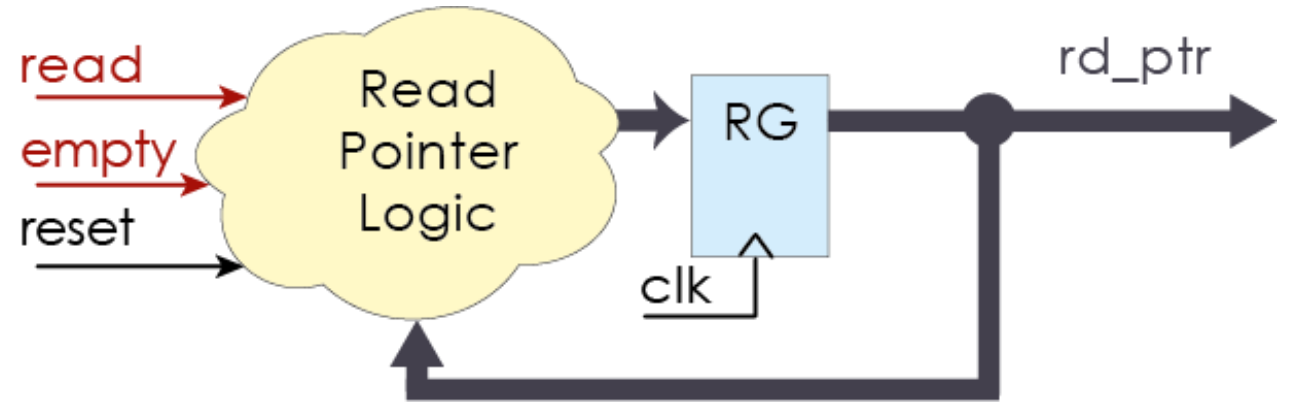 read
empty
reset
Read
Pointer
Logic
RG
clk
rd_ptr